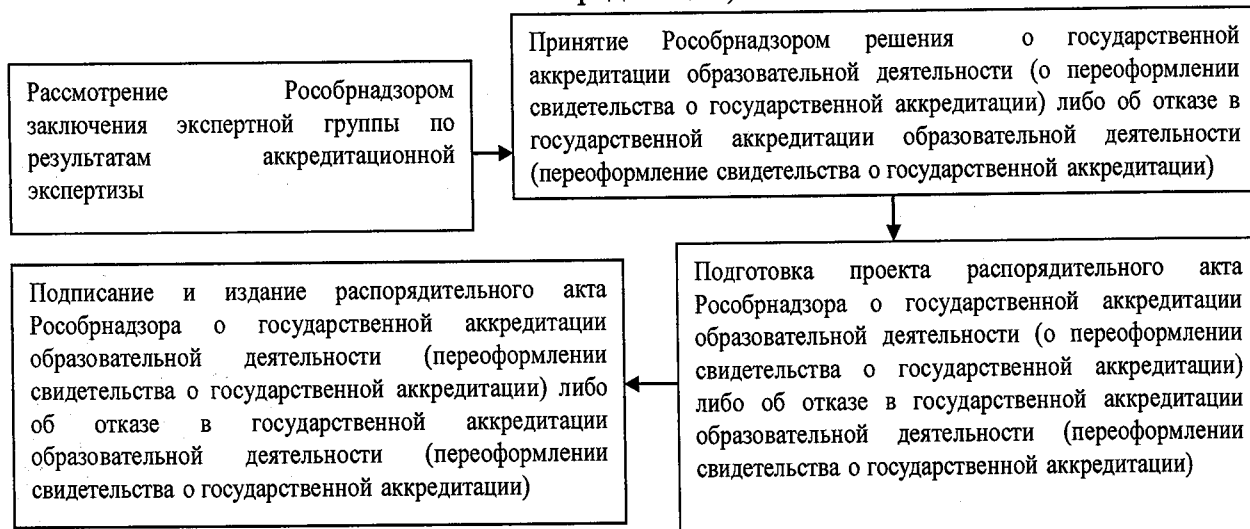 Рассмотрение Рособрнадзором
заключения экспертной группы по
результатам аккредитационной
экспертизы
Принятие Рособрнадзором решения о государственной
аккредитации образовательной деятельности (о переоформлении
свидетельства о государственной аккредитации) либо об отказе в
государственной аккредитации образовательной деятельности
(переоформление свидетельства о государственной аккредитации)
Подготовка проекта распорядительного акта
Рособрнадзора о государственной аккредитации
образовательной деятельности (о переоформлении
свидетельства о государственной аккредитации)
либо об отказе в государственной аккредитации
образовательной деятельности (переоформлении
свидетельства о государственной аккредитации)
Подписание и издание распорядительного акта
Рособрнадзора о государственной аккредитации
образовательной деятельности (переоформлении
свидетельства о государственной аккредитации) либо
об отказе в государственной аккредитации
образовательной деятельности (переоформлении
свидетельства о государственной аккредитации)